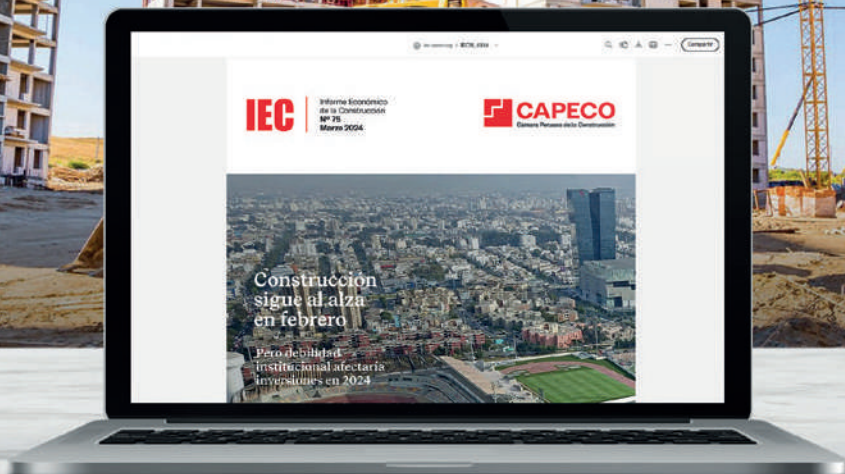 Compartir
IEC
Informe Económico
de la Construcción
Nº 75
Marzo 2024
CAPECO
Cámara Peruana de la Construcción
Construcción
sigue al alza
en febrero
Pero debilidad
institucional afectaría
inversiones en 2024